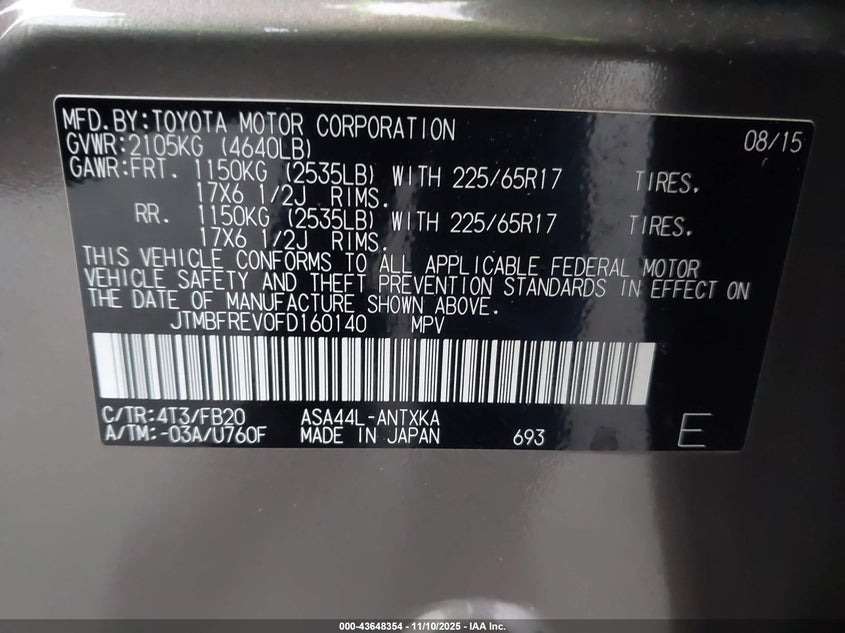 MFD.BY:TOYOTA MOTOR CORPORATION 08/15
GVWR:2105KG (4640LB)
GAWR:FRT. 1150KG (2535LB) WITH 225/65R17 TIRES.
17X6 1/2J RIMS.
RR. 1150KG (2535LB) WITH 225/65R17 TIRES.
17X6 1/2J RIMS.
THIS VEHICLE CONFORMS TO ALL APPLICABLE FEDERAL MOTOR
VEHICLE SAFETY AND THEFT PREVENTION STANDARDS IN EFFECT ON
THE DATE OF MANUFACTURE SHOWN ABOVE.
JTMBFREV0FD160140 MPV
C/TR:4T3/FB20 ASA44L-ANTXKA
A/TM:-03A/U760F MADE IN JAPAN 693 E
000-43648354 - 11/10/2025 - IAA Inc.